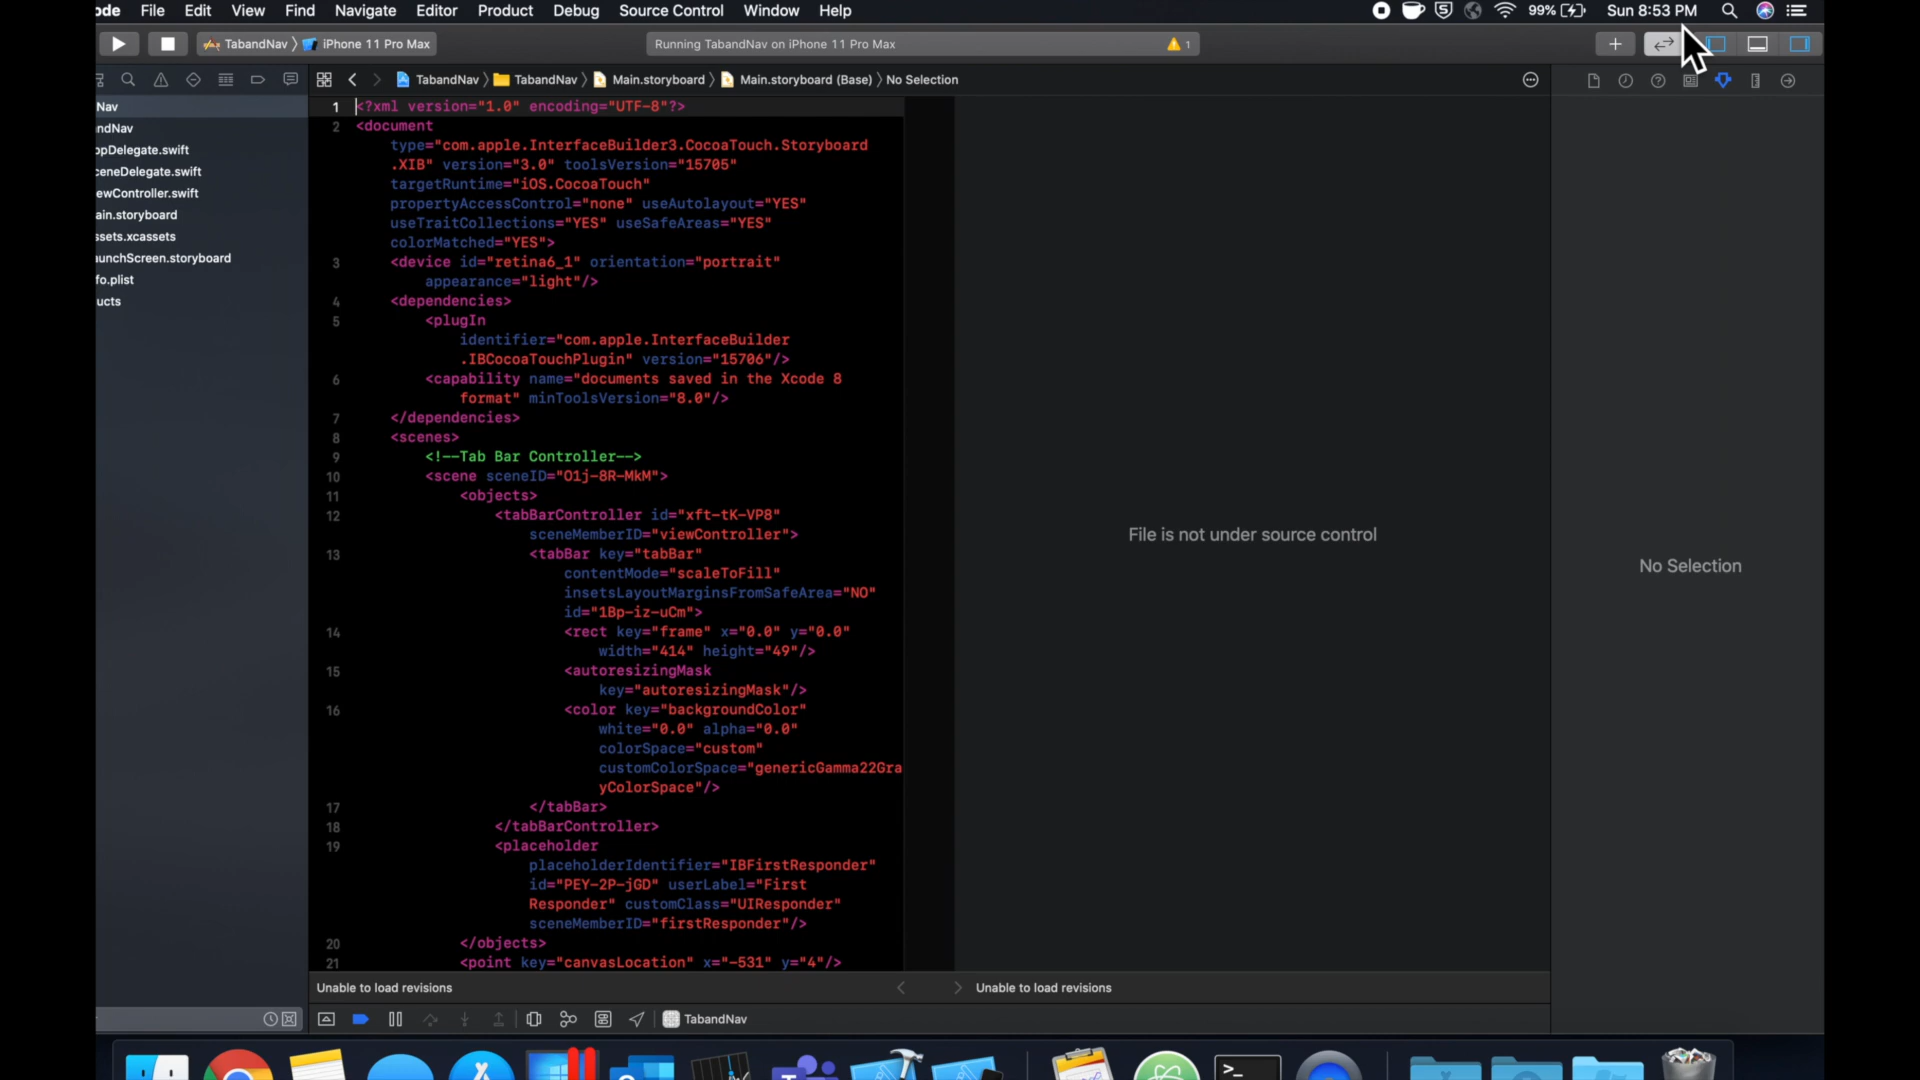 ode File Edit View Find Navigate Editor Product Debug Source Control Window Help 99% Sun 8:53 PM
TabandNav iPhone 11 Pro Max Running TabandNav on iPhone 11 Pro Max 1
TabandNav TabandNav Main.storyboard Main.storyboard (Base) No Selection
Nav
ndNav
ppDelegate.swift
ceneDelegate.swift
ewController.swift
ain.storyboard
ssets.xcassets
aunchScreen.storyboard
fo.plist
ucts
1 <?xml version="1.0" encoding="UTF-8"?>
2 <document
type="com.apple.InterfaceBuilder3.CocoaTouch.Storyboard
.XIB" version="3.0" toolsVersion="15705"
targetRuntime="iOS.CocoaTouch"
propertyAccessControl="none" useAutolayout="YES"
useTraitCollections="YES" useSafeAreas="YES"
colorMatched="YES">
3 <device id="retina6_1" orientation="portrait"
appearance="light"/>
4 <dependencies>
5 <plugIn
identifier="com.apple.InterfaceBuilder
.IBCocoaTouchPlugin" version="15706"/>
6 <capability name="documents saved in the Xcode 8
format" minToolsVersion="8.0"/>
7 </dependencies>
8 <scenes>
9 <!--Tab Bar Controller-->
10 <scene sceneID="O1j-8R-MkM">
11 <objects>
12 <tabBarController id="xft-tK-VP8"
sceneMemberID="viewController">
13 <tabBar key="tabBar"
contentMode="scaleToFill"
insetsLayoutMarginsFromSafeArea="NO"
id="1Bp-iz-uCm">
14 <rect key="frame" x="0.0" y="0.0"
width="414" height="49"/>
15 <autoresizingMask
key="autoresizingMask"/>
16 <color key="backgroundColor"
white="0.0" alpha="0.0"
colorSpace="custom"
customColorSpace="genericGamma22Gra
yColorSpace"/>
17 </tabBar>
18 </tabBarController>
19 <placeholder
placeholderIdentifier="IBFirstResponder"
id="PEY-2P-jGD" userLabel="First
Responder" customClass="UIResponder"
sceneMemberID="firstResponder"/>
20 </objects>
21 <point key="canvasLocation" x="-531" y="4"/>
File is not under source control
No Selection
Unable to load revisions
Unable to load revisions
TabandNav